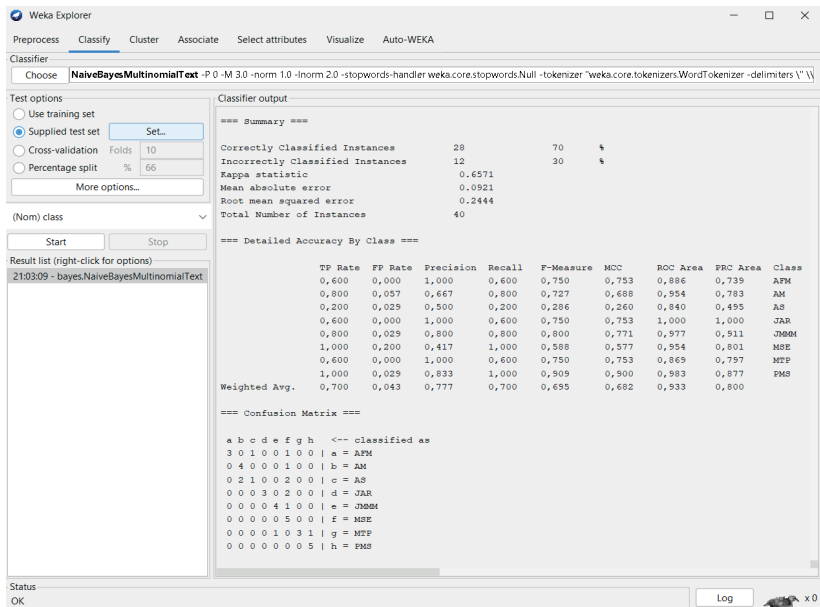 Weka Explorer
Preprocess Classify Cluster Associate Select attributes Visualize Auto-WEKA
Classifier
Choose NaiveBayesMultinomialText -P 0 -M 3.0 -norm 1.0 -lnorm 2.0 -stopwords-handler weka.core.stopwords.Null -tokenizer "weka.core.tokenizers.WordTokenizer -delimiters \" \\
Test options
Use training set
Supplied test set Set...
Cross-validation Folds 10
Percentage split % 66
More options...
(Nom) class
Start Stop
Result list (right-click for options)
21:03:09 - bayes.NaiveBayesMultinomialText
Classifier output
=== Summary ===
Correctly Classified Instances 28 70 %
Incorrectly Classified Instances 12 30 %
Kappa statistic 0.6571
Mean absolute error 0.0921
Root mean squared error 0.2444
Total Number of Instances 40
=== Detailed Accuracy By Class ===
TP Rate FP Rate Precision Recall F-Measure MCC ROC Area PRC Area Class
0,600 0,000 1,000 0,600 0,750 0,753 0,886 0,739 AFM
0,800 0,057 0,667 0,800 0,727 0,688 0,954 0,783 AM
0,200 0,029 0,500 0,200 0,286 0,260 0,840 0,495 AS
0,600 0,000 1,000 0,600 0,750 0,753 1,000 1,000 JAR
0,800 0,029 0,800 0,800 0,800 0,771 0,977 0,911 JMMM
1,000 0,200 0,417 1,000 0,588 0,577 0,954 0,801 MSE
0,600 0,000 1,000 0,600 0,750 0,753 0,869 0,797 MTP
1,000 0,029 0,833 1,000 0,909 0,900 0,983 0,877 PMS
Weighted Avg. 0,700 0,043 0,777 0,700 0,695 0,682 0,933 0,800
=== Confusion Matrix ===
a b c d e f g h <-- classified as
3 0 1 0 0 1 0 0 | a = AFM
0 4 0 0 0 1 0 0 | b = AM
0 2 1 0 0 2 0 0 | c = AS
0 0 0 3 0 2 0 0 | d = JAR
0 0 0 0 4 1 0 0 | e = JMMM
0 0 0 0 0 5 0 0 | f = MSE
0 0 0 0 1 0 3 1 | g = MTP
0 0 0 0 0 0 0 5 | h = PMS
Status
OK
Log x 0